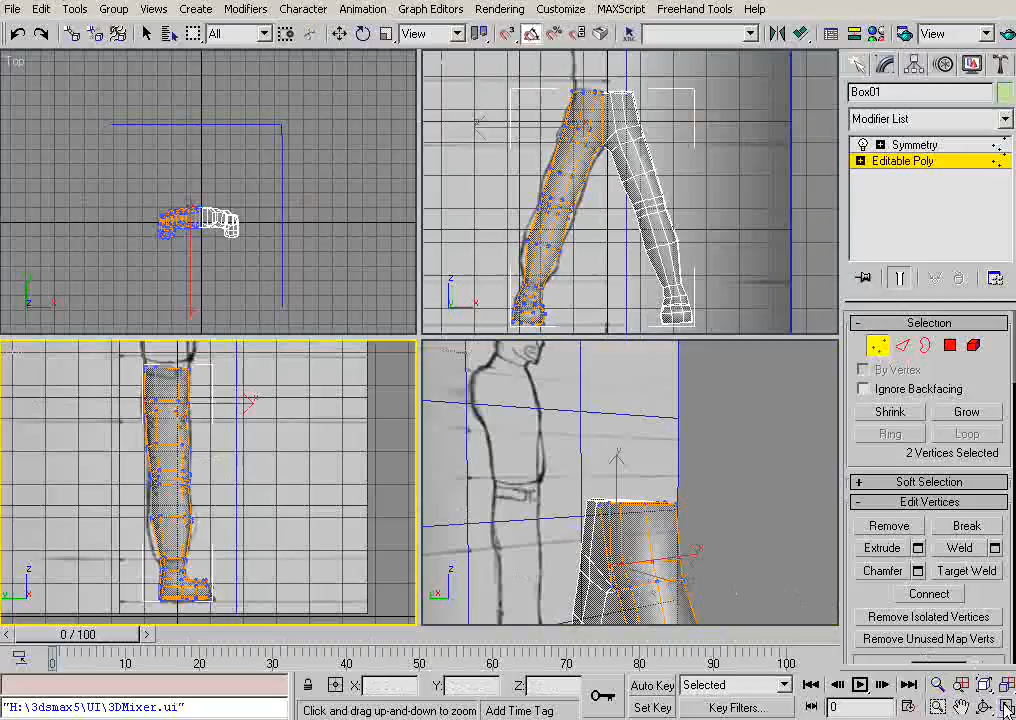 File Edit Tools Group Views Create Modifiers Character Animation Graph Editors Rendering Customize MAXScript FreeHand Tools Help
All View View
Top
Box01
Modifier List
Symmetry
Editable Poly
Selection
By Vertex
Ignore Backfacing
Shrink Grow
Ring Loop
2 Vertices Selected
Soft Selection
Edit Vertices
Remove Break
Extrude Weld
Chamfer Target Weld
Connect
Remove Isolated Vertices
Remove Unused Map Verts
0 / 100
0 10 20 30 40 50 60 70 80 90 100
X: Y: Z: Auto Key Selected
"H:\3dsmax5\UI\3DMixer.ui"
Click and drag up-and-down to zoom Add Time Tag Set Key Key Filters... 0